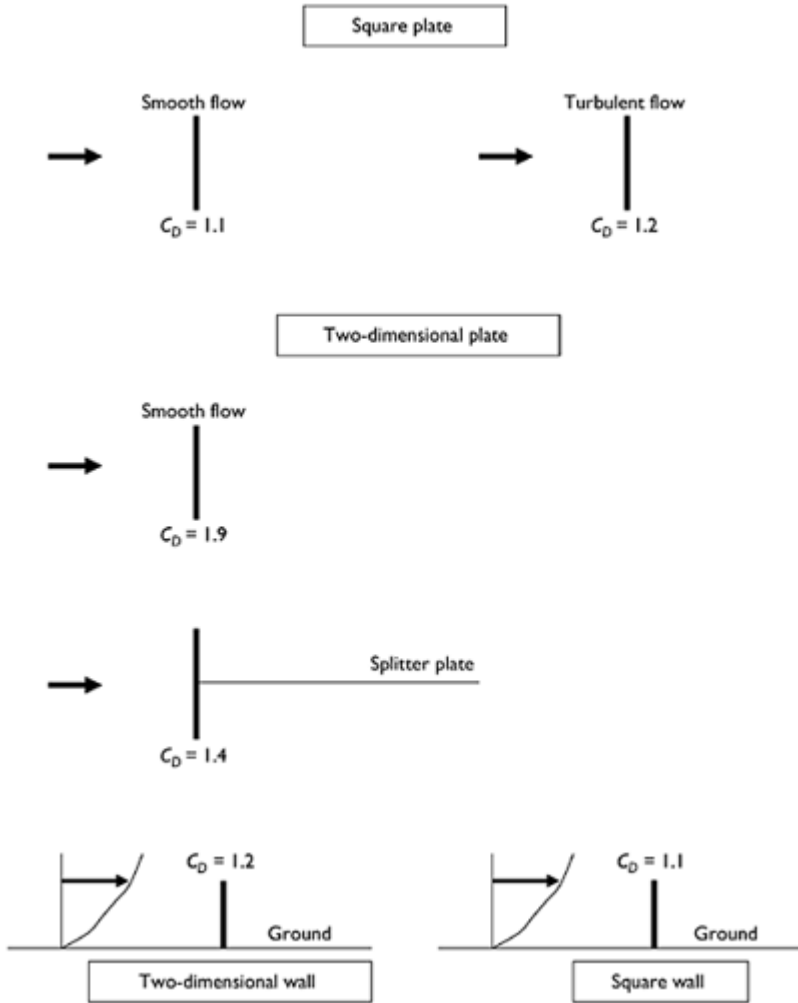 Square plate
Smooth flow
Turbulent flow
C_D = 1.1
C_D = 1.2
Two-dimensional plate
Smooth flow
C_D = 1.9
Splitter plate
C_D = 1.4
C_D = 1.2
C_D = 1.1
Ground
Ground
Two-dimensional wall
Square wall